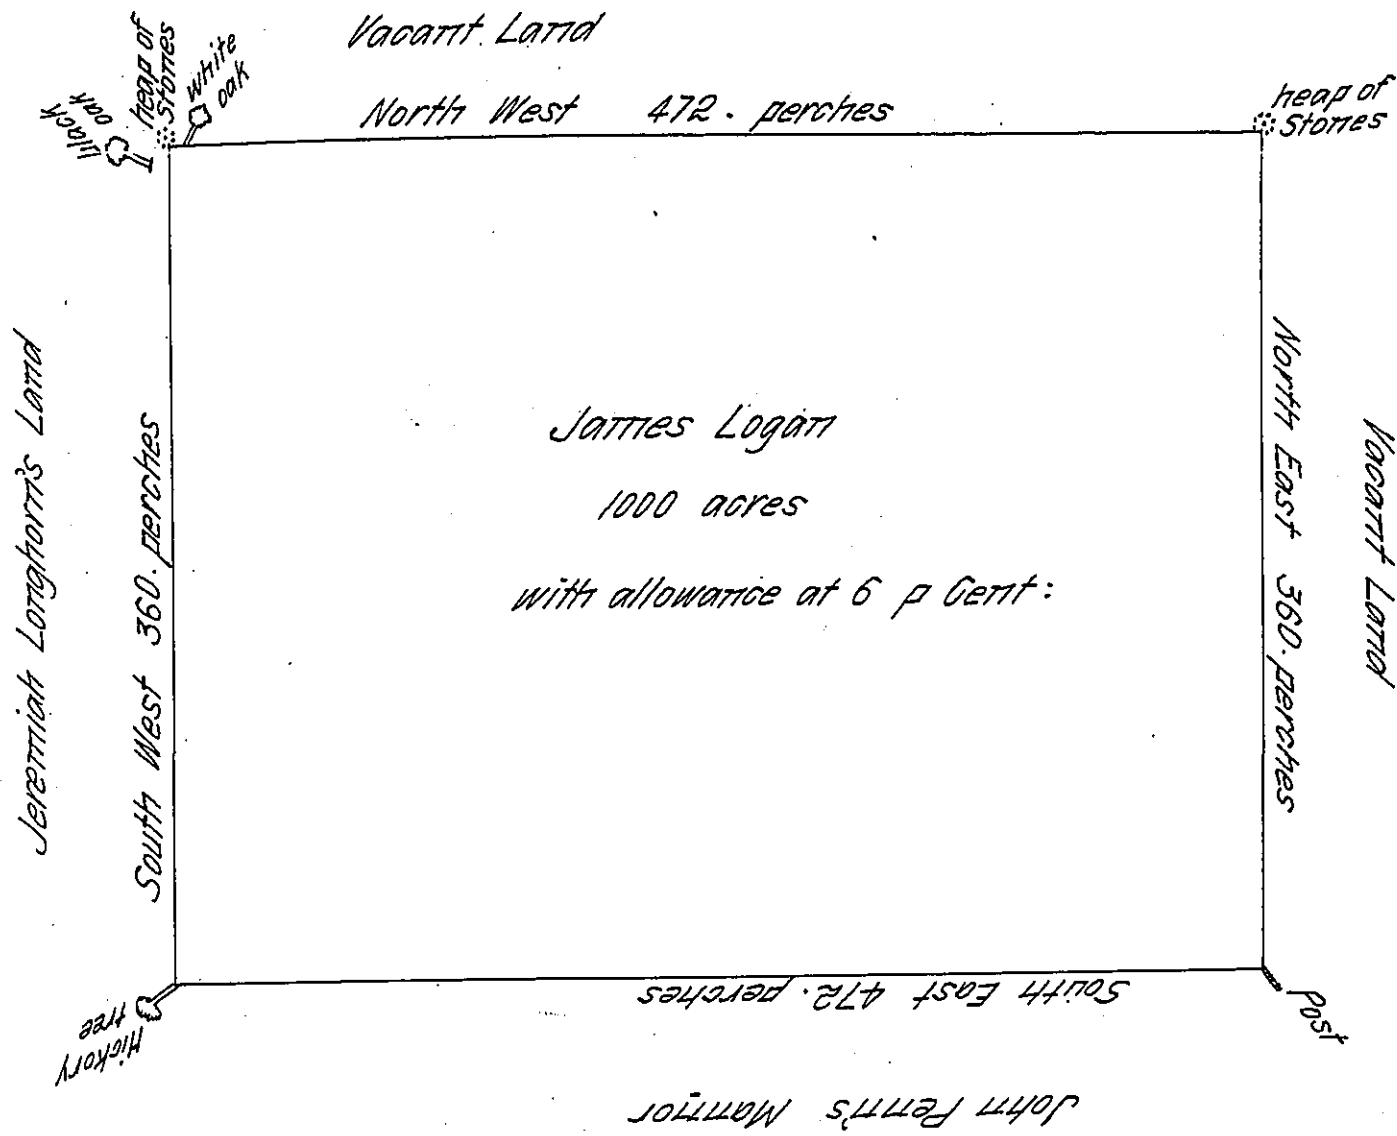 Vacant Land
North West 472. perches
heap of
Stones
white
oak
black
oak
heap of
Stones
Jeremiah Langhorn's Land
South West 360. perches
James Logan
1000 acres
with allowance at 6 p Cent:
North East 360. perches
Vacant Land
South East 472. perches
Post
Hickory
tree
John Penn's Mannor